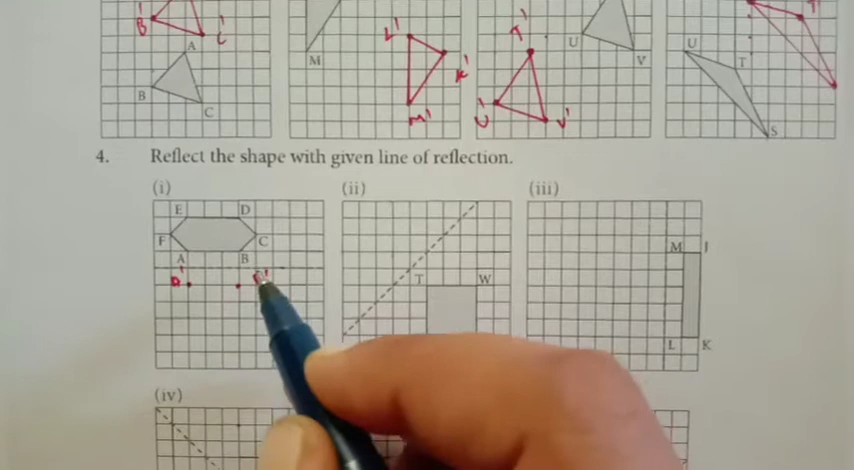 B' C'
A
B
C
M
L'
K'
M'
T'
U
V
U'
V'
U
T
T'
S
4. Reflect the shape with given line of reflection.
(i) (ii) (iii)
E D
F C
A B
A' B'
T W
M J
L K
(iv)